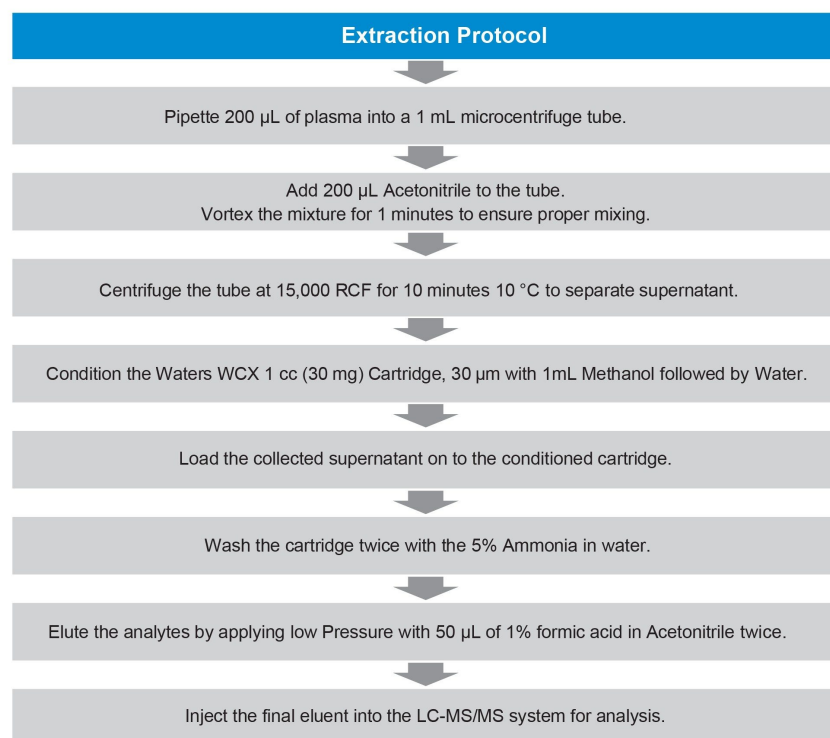 Extraction Protocol
Pipette 200 µL of plasma into a 1 mL microcentrifuge tube.
Add 200 µL Acetonitrile to the tube.
Vortex the mixture for 1 minutes to ensure proper mixing.
Centrifuge the tube at 15,000 RCF for 10 minutes 10 °C to separate supernatant.
Condition the Waters WCX 1 cc (30 mg) Cartridge, 30 µm with 1mL Methanol followed by Water.
Load the collected supernatant on to the conditioned cartridge.
Wash the cartridge twice with the 5% Ammonia in water.
Elute the analytes by applying low Pressure with 50 µL of 1% formic acid in Acetonitrile twice.
Inject the final eluent into the LC-MS/MS system for analysis.